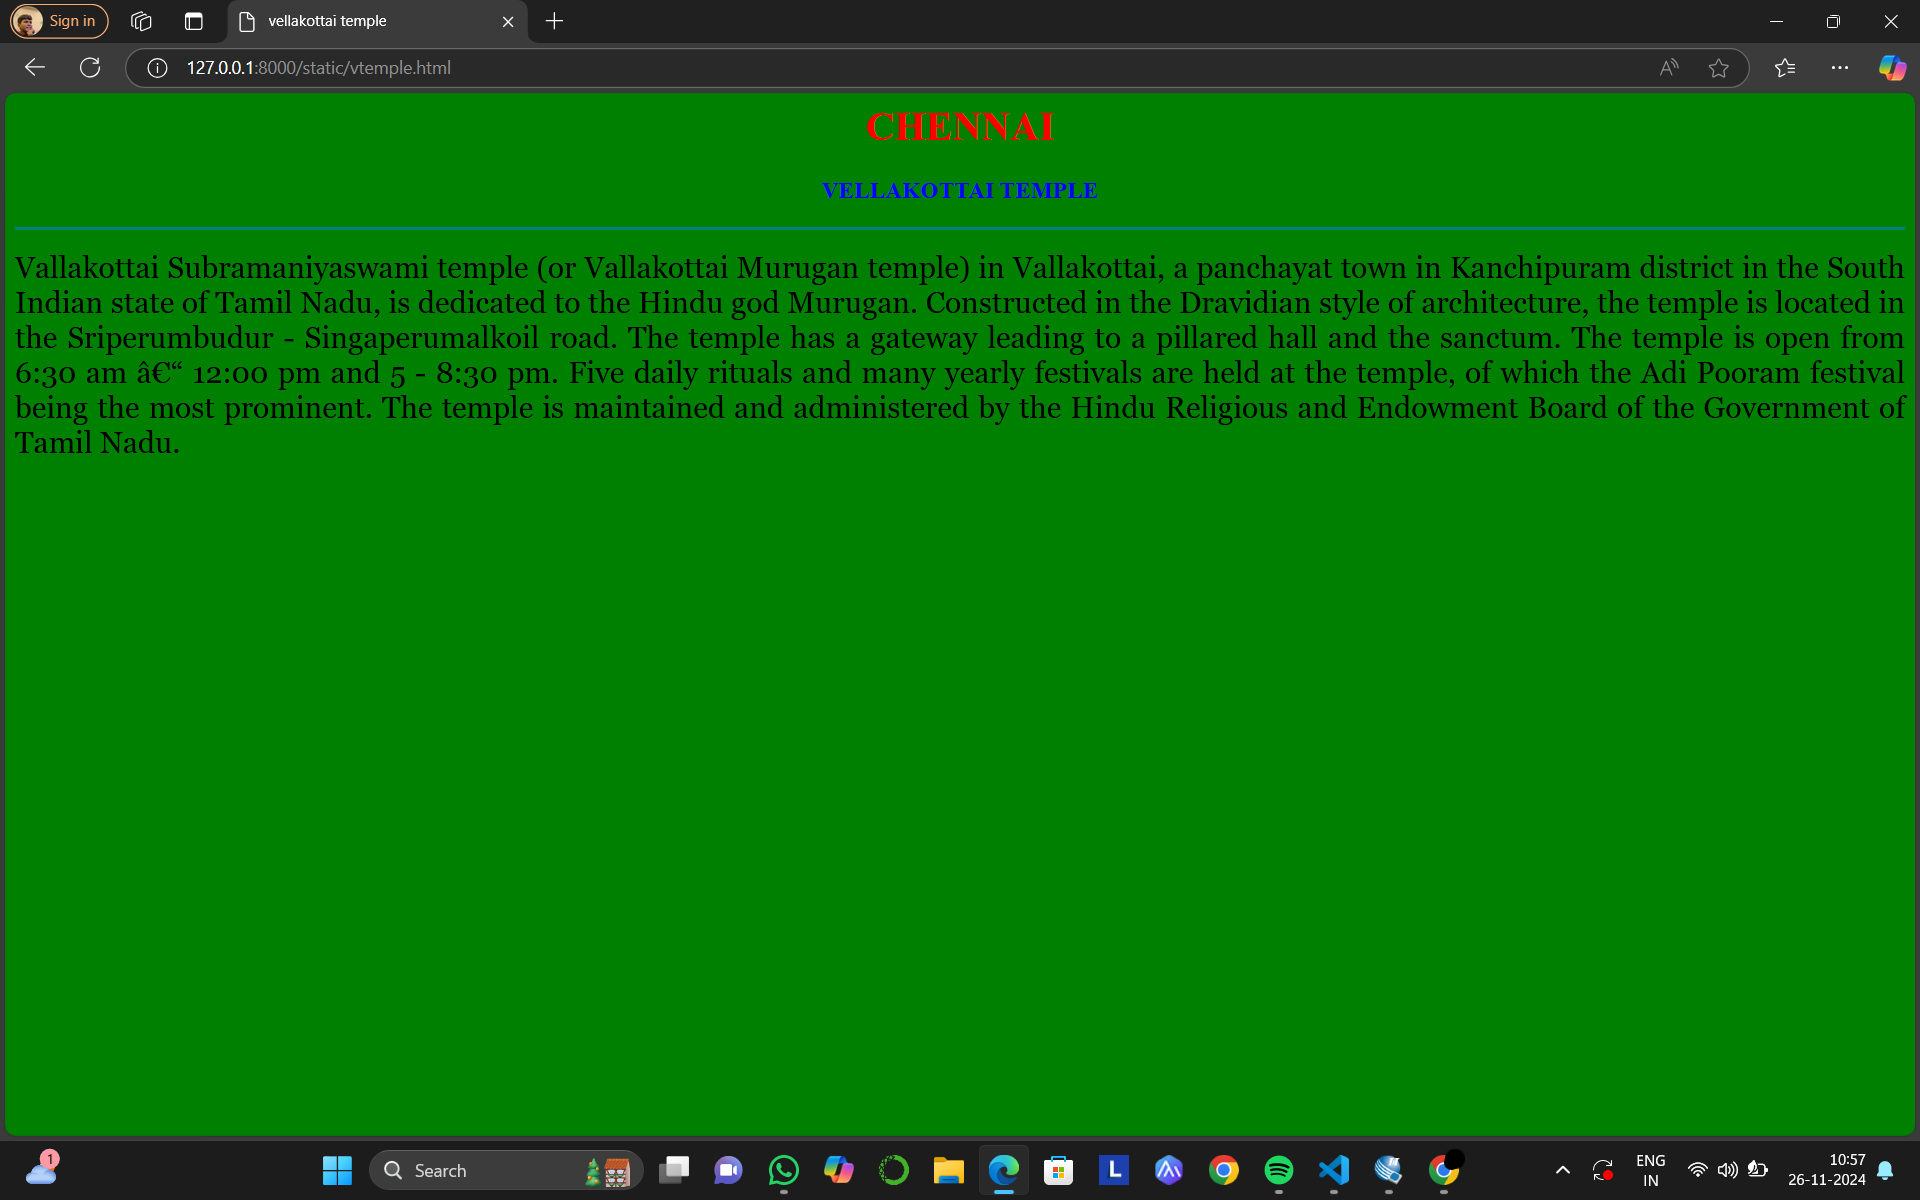 Sign in
vellakottai temple
127.0.0.1:8000/static/vtemple.html
CHENNAI
VELLAKOTTAI TEMPLE
Vallakottai Subramaniyaswami temple (or Vallakottai Murugan temple) in Vallakottai, a panchayat town in Kanchipuram district in the South
Indian state of Tamil Nadu, is dedicated to the Hindu god Murugan. Constructed in the Dravidian style of architecture, the temple is located in
the Sriperumbudur - Singaperumalkoil road. The temple has a gateway leading to a pillared hall and the sanctum. The temple is open from
6:30 am â€“ 12:00 pm and 5 - 8:30 pm. Five daily rituals and many yearly festivals are held at the temple, of which the Adi Pooram festival
being the most prominent. The temple is maintained and administered by the Hindu Religious and Endowment Board of the Government of
Tamil Nadu.
1
Search
L
ENG
IN
10:57
26-11-2024